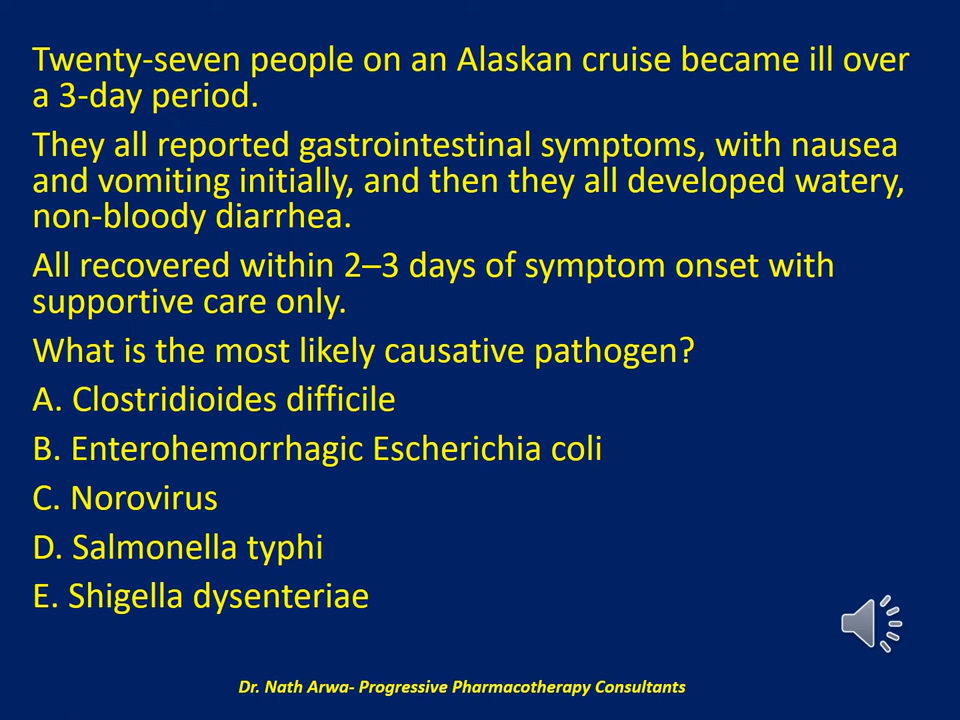 Twenty-seven people on an Alaskan cruise became ill over
a 3-day period.
They all reported gastrointestinal symptoms, with nausea
and vomiting initially, and then they all developed watery,
non-bloody diarrhea.
All recovered within 2–3 days of symptom onset with
supportive care only.
What is the most likely causative pathogen?
A. Clostridioides difficile
B. Enterohemorrhagic Escherichia coli
C. Norovirus
D. Salmonella typhi
E. Shigella dysenteriae
Dr. Nath Arwa- Progressive Pharmacotherapy Consultants